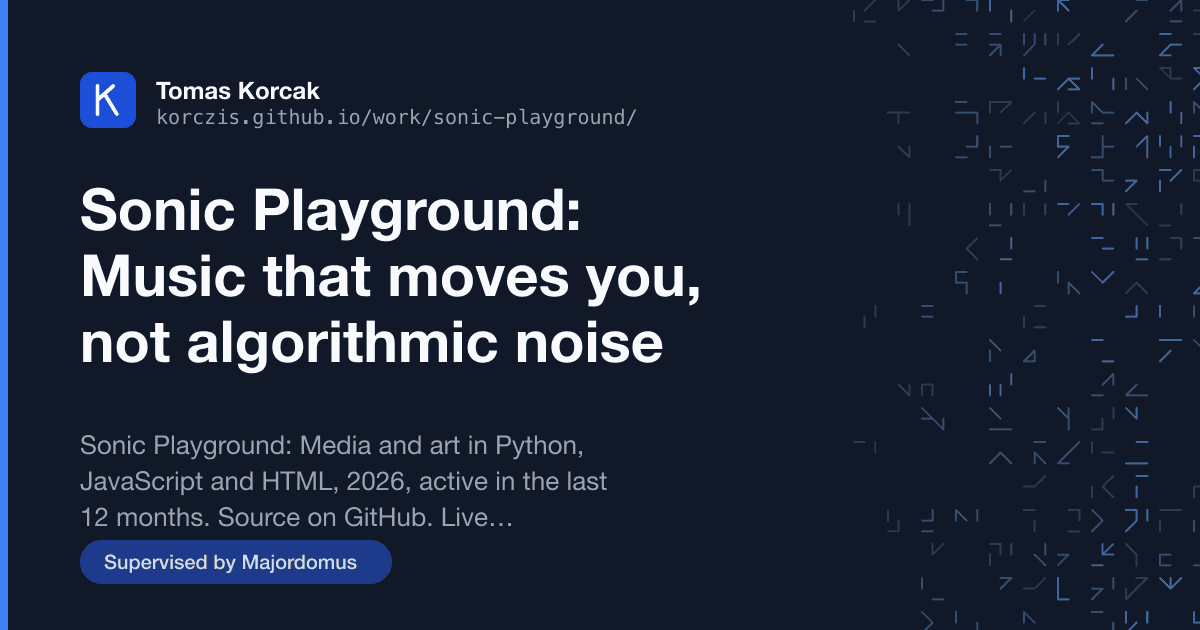 K
Tomas Korcak
korczis.github.io/work/sonic-playground/
Sonic Playground:
Music that moves you,
not algorithmic noise
Sonic Playground: Media and art in Python,
JavaScript and HTML, 2026, active in the last
12 months. Source on GitHub. Live…
Supervised by Majordomus